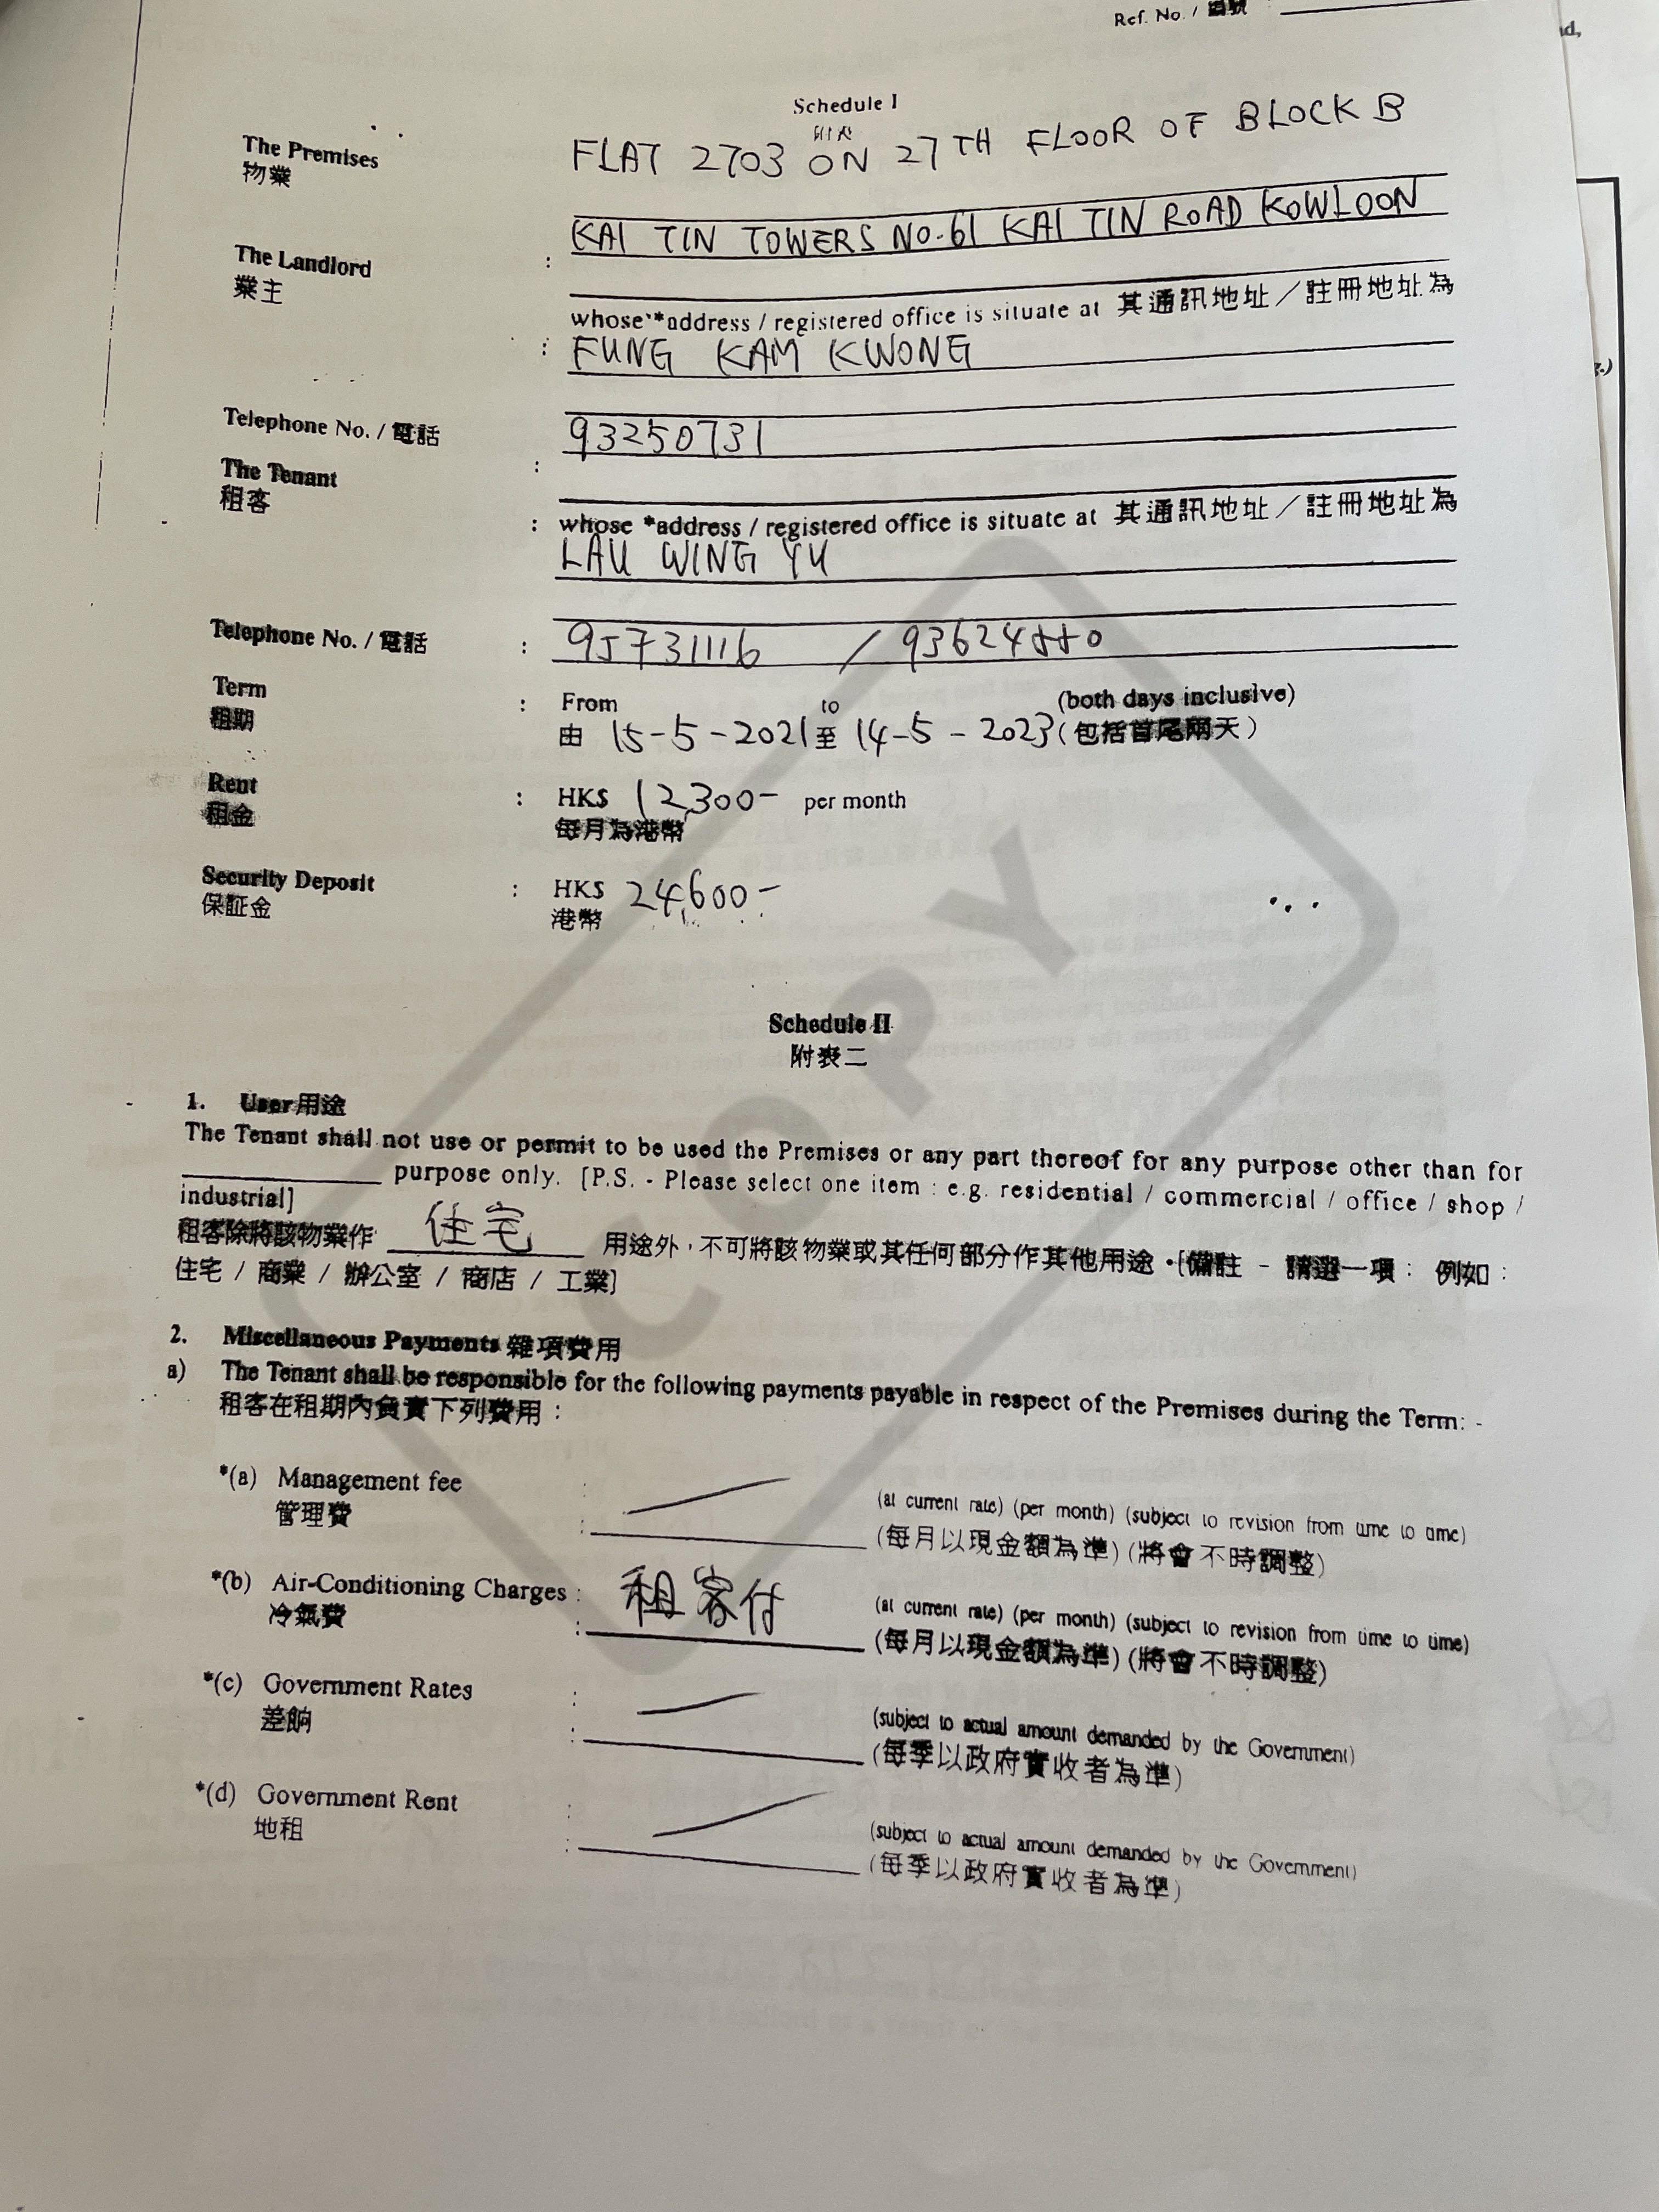 Ref. No. / 編號 :
Schedule I
附表
The Premises
物業
FLAT 2703 ON 27TH FLOOR OF BLOCK B
KAI TIN TOWERS NO.61 KAI TIN ROAD KOWLOON
The Landlord :
業主
whose *address / registered office is situate at 其通訊地址／註冊地址為
: FUNG KAM KWONG
Telephone No. / 電話
93250731
The Tenant :
租客
: whose *address / registered office is situate at 其通訊地址／註冊地址為
LAU WING YU
Telephone No. / 電話 : 95731116 /
Term : From to (both days inclusive)
租期 由 15-5-2021 至 14-5-2023 (包括首尾兩天)
Rent : HK$ 12,300- per month
租金 每月為港幣
Security Deposit : HK$ 24,600-
保証金 港幣
Schedule II
附表二
1. User 用途
The Tenant shall not use or permit to be used the Premises or any part thereof for any purpose other than for
purpose only. [P.S. - Please select one item : e.g. residential / commercial / office / shop /
industrial]
租客除將該物業作 住宅 用途外，不可將該物業或其任何部分作其他用途。[備註 - 請選一項： 例如：
住宅 / 商業 / 辦公室 / 商店 / 工業]
2. Miscellaneous Payments 雜項費用
a) The Tenant shall be responsible for the following payments payable in respect of the Premises during the Term: -
租客在租期內負責下列費用：
*(a) Management fee : (at current rate) (per month) (subject to revision from time to time)
管理費 : (每月以現金額為準) (將會不時調整)
*(b) Air-Conditioning Charges : 租客付 (at current rate) (per month) (subject to revision from time to time)
冷氣費 : (每月以現金額為準) (將會不時調整)
*(c) Government Rates : (subject to actual amount demanded by the Government)
差餉 : (每季以政府實收者為準)
*(d) Government Rent : (subject to actual amount demanded by the Government)
地租 : (每季以政府實收者為準)
COPY